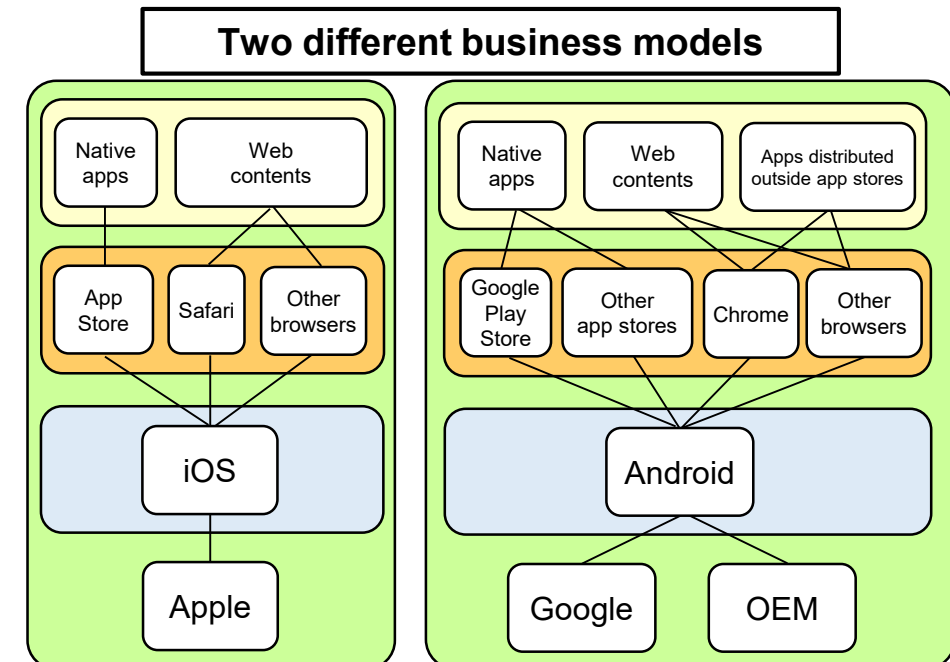 Two different business models
Native
apps
Web
contents
App
Store
Safari
Other
browsers
iOS
Apple
Native
apps
Web
contents
Apps distributed
outside app stores
Google
Play
Store
Other
app stores
Chrome
Other
browsers
Android
Google
OEM